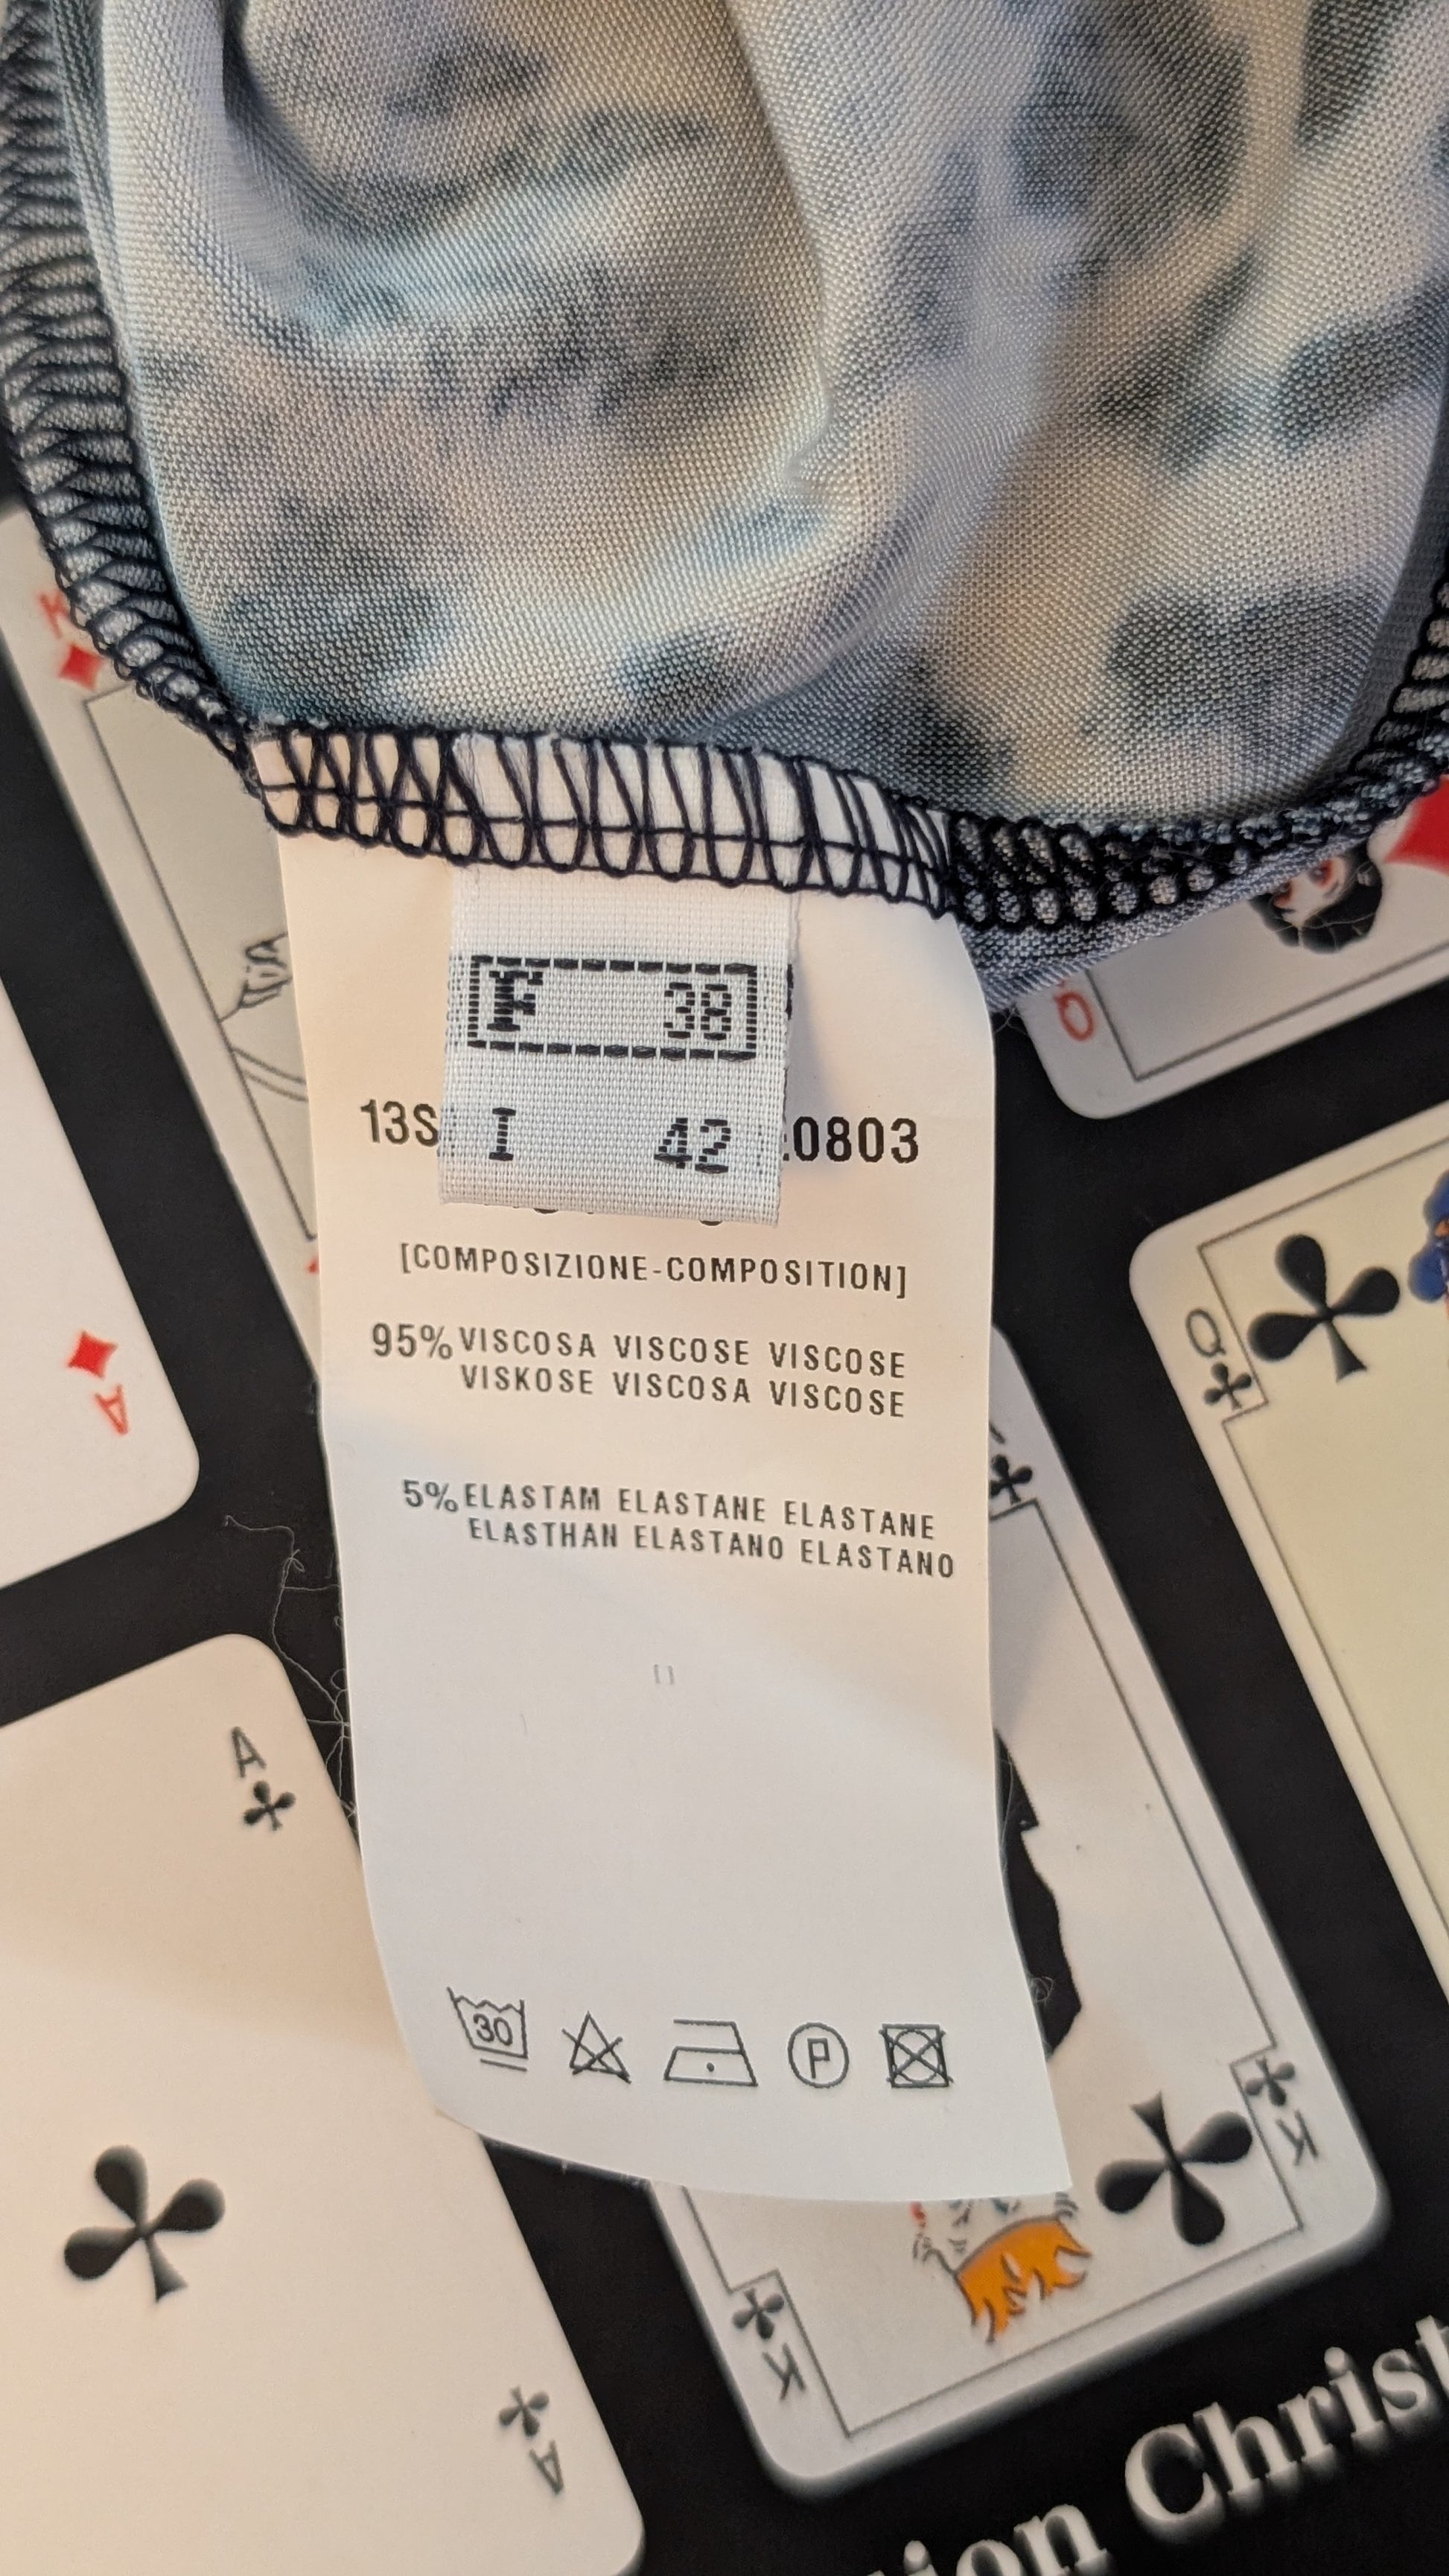 K
F 38
I 42
13S 0803
[COMPOSIZIONE-COMPOSITION]
95% VISCOSA VISCOSE VISCOSE
VISKOSE VISCOSA VISCOSE
5% ELASTAM ELASTANE ELASTANE
ELASTHAN ELASTANO ELASTANO
30
P
Q
Q
A
A
A
K
K
Christ